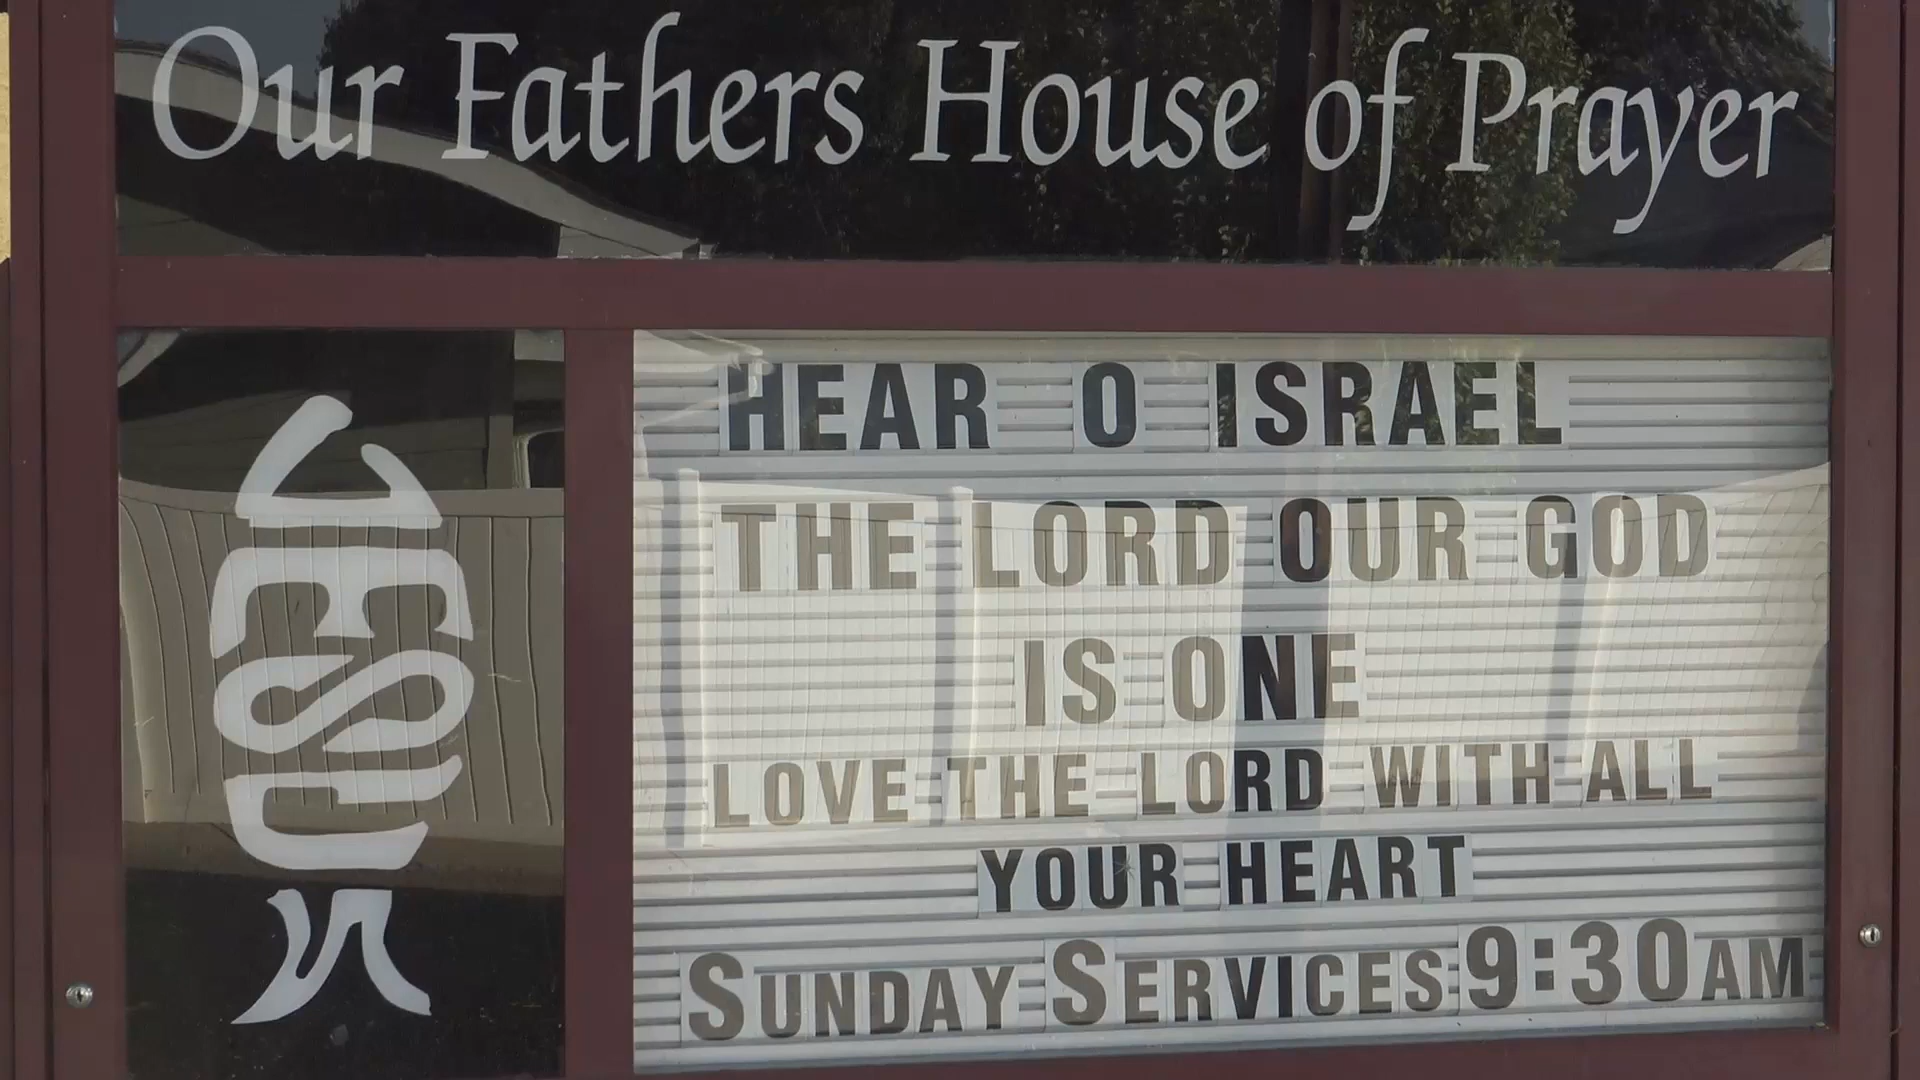 Our Fathers House of Prayer
JESUS
HEAR O ISRAEL
THE LORD OUR GOD
IS ONE
LOVE THE LORD WITH ALL
YOUR HEART
SUNDAY SERVICES 9:30AM